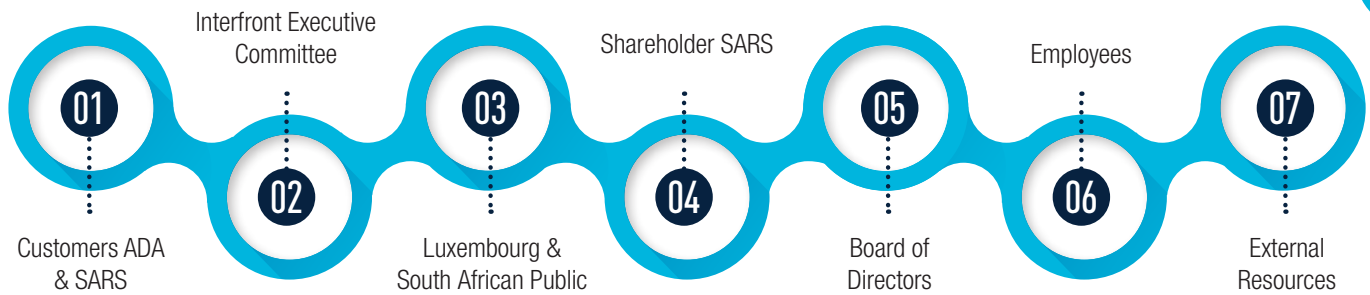 01
Customers ADA
& SARS
Interfront Executive
Committee
02
03
Luxembourg &
South African Public
Shareholder SARS
04
05
Board of
Directors
Employees
06
07
External
Resources